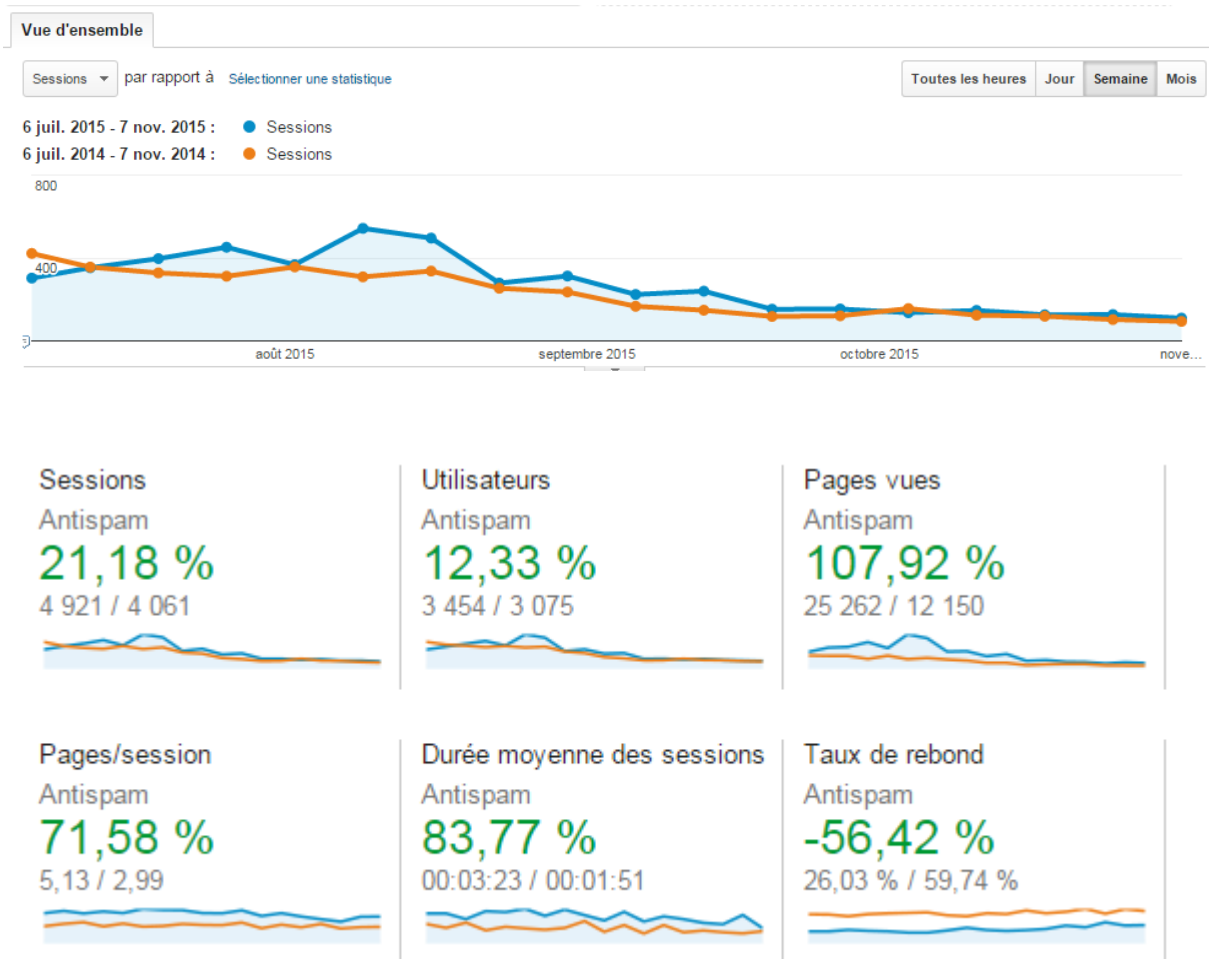 Vue d'ensemble
Sessions par rapport à Sélectionner une statistique
Toutes les heures Jour Semaine Mois
6 juil. 2015 - 7 nov. 2015 : Sessions
6 juil. 2014 - 7 nov. 2014 : Sessions
800
400
août 2015 septembre 2015 octobre 2015 nove...
Sessions Utilisateurs Pages vues
Antispam Antispam Antispam
21,18 % 12,33 % 107,92 %
4 921 / 4 061 3 454 / 3 075 25 262 / 12 150
Pages/session Durée moyenne des sessions Taux de rebond
Antispam Antispam Antispam
71,58 % 83,77 % -56,42 %
5,13 / 2,99 00:03:23 / 00:01:51 26,03 % / 59,74 %